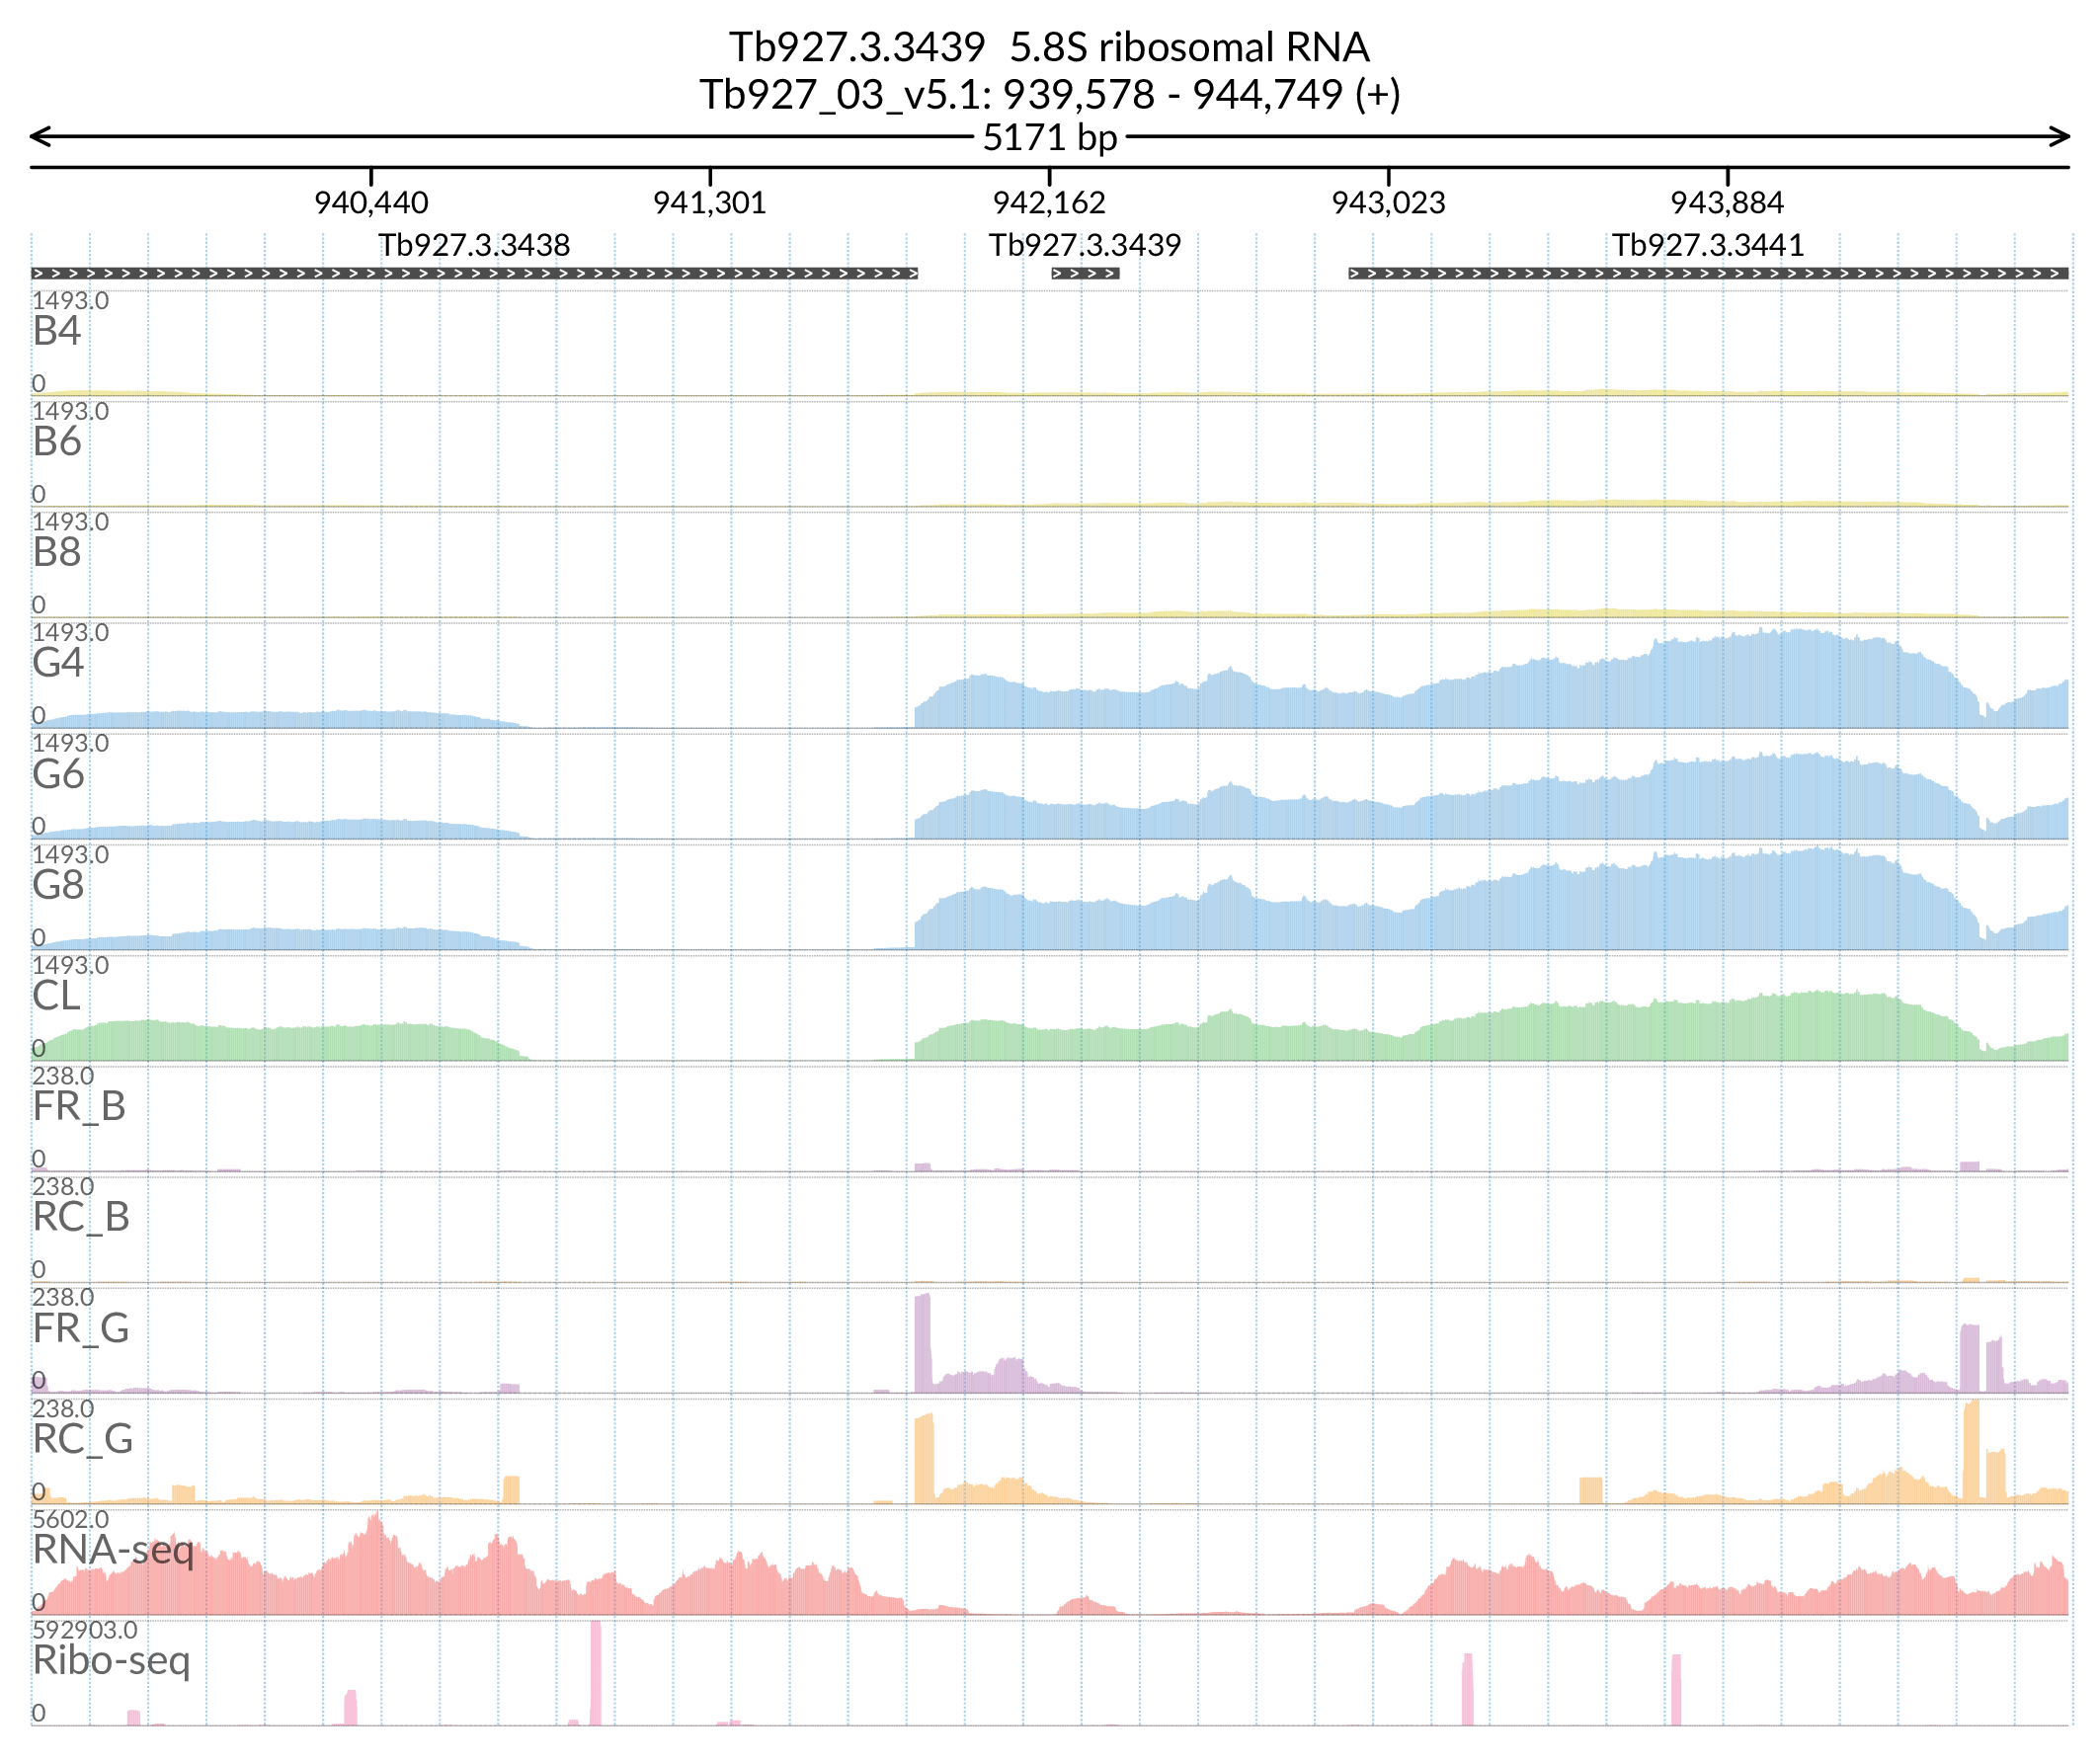 Tb927.3.3439  5.8S ribosomal RNA
Tb927_03_v5.1: 939,578 - 944,749 (+)
5171 bp
940,440 941,301 942,162 943,023 943,884
Tb927.3.3438 Tb927.3.3439 Tb927.3.3441
1493.0
B4
0
1493.0
B6
0
1493.0
B8
0
1493.0
G4
0
1493.0
G6
0
1493.0
G8
0
1493.0
CL
0
238.0
FR_B
0
238.0
RC_B
0
238.0
FR_G
0
238.0
RC_G
0
5602.0
RNA-seq
0
592903.0
Ribo-seq
0